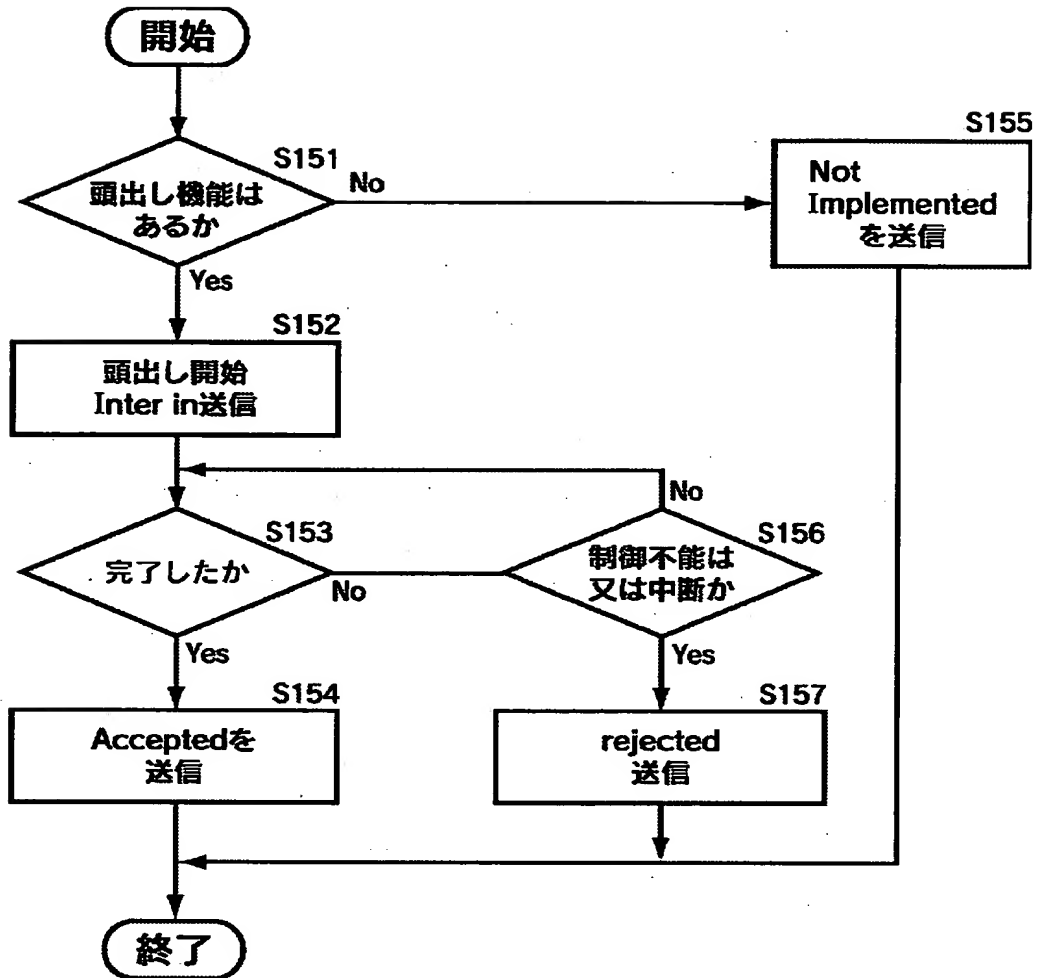 開始
S151
頭出し機能は
あるか
No
Yes
S155
Not
Implemented
を送信
S152
頭出し開始
Inter in送信
S153
完了したか
No
Yes
No
S156
制御不能は
又は中断か
Yes
S154
Acceptedを
送信
S157
rejected
送信
終了